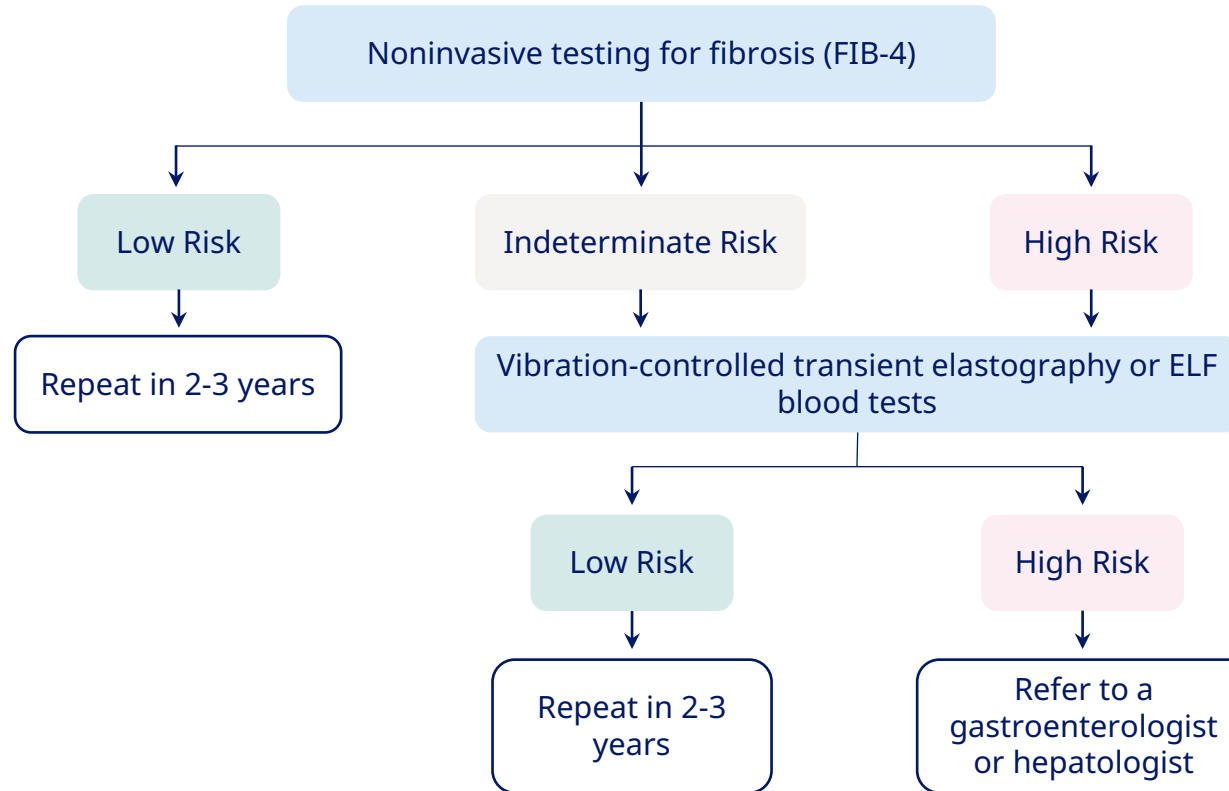 Noninvasive testing for fibrosis (FIB-4)
Low Risk
Indeterminate Risk
High Risk
Repeat in 2-3 years
Vibration-controlled transient elastography or ELF
blood tests
Low Risk
High Risk
Repeat in 2-3
years
Refer to a
gastroenterologist
or hepatologist